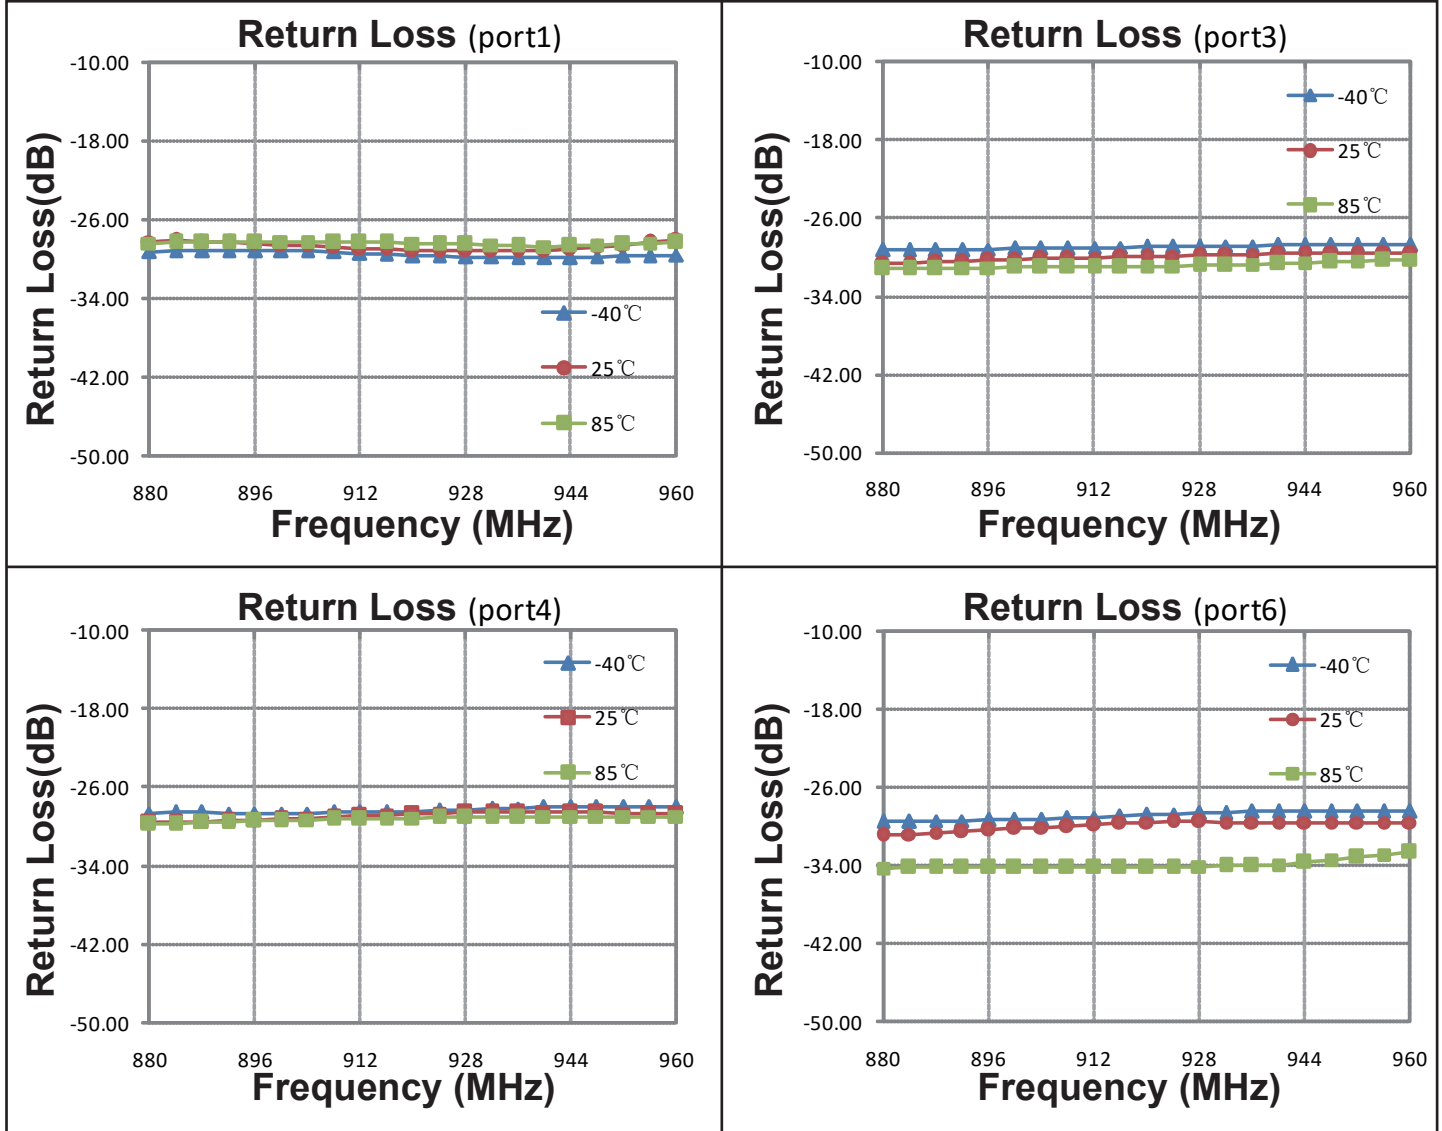 Return Loss (port1)
Return Loss(dB)
-10.00
-18.00
-26.00
-34.00
-42.00
-50.00
-40℃
25℃
85℃
880 896 912 928 944 960
Frequency (MHz)
Return Loss (port3)
Return Loss(dB)
-10.00
-18.00
-26.00
-34.00
-42.00
-50.00
-40℃
25℃
85℃
880 896 912 928 944 960
Frequency (MHz)
Return Loss (port4)
Return Loss(dB)
-10.00
-18.00
-26.00
-34.00
-42.00
-50.00
-40℃
25℃
85℃
880 896 912 928 944 960
Frequency (MHz)
Return Loss (port6)
Return Loss(dB)
-10.00
-18.00
-26.00
-34.00
-42.00
-50.00
-40℃
25℃
85℃
880 896 912 928 944 960
Frequency (MHz)